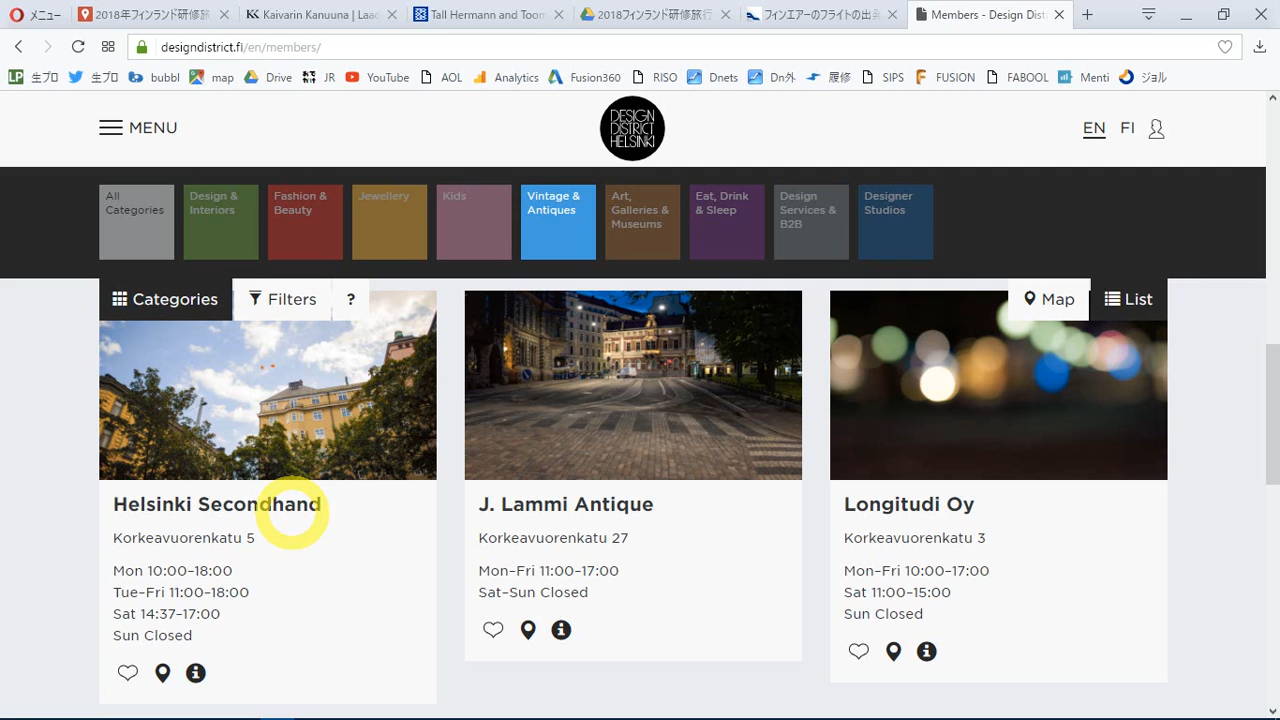 メニュー
2018年フィンランド研修旅
Kaivarin Kanuuna | Laad
Tall Hermann and Toom
2018フィンランド研修旅行
フィンエアーのフライトの出発
Members - Design Dist
designdistrict.fi/en/members/
LP 生プロ
生プロ
bubbl
map
Drive
JR
YouTube
AOL
Analytics
Fusion360
RISO
Dnets
Dn外
履修
SIPS
FUSION
FABOOL
Menti
ジョル
MENU
DESIGN
DISTRICT
HELSINKI
EN FI
All
Categories
Design &
Interiors
Fashion &
Beauty
Jewellery
Kids
Vintage &
Antiques
Art,
Galleries &
Museums
Eat, Drink
& Sleep
Design
Services &
B2B
Designer
Studios
Categories
Filters
?
Map
List
Helsinki Secondhand
Korkeavuorenkatu 5
Mon 10:00–18:00
Tue–Fri 11:00–18:00
Sat 14:37–17:00
Sun Closed
J. Lammi Antique
Korkeavuorenkatu 27
Mon–Fri 11:00–17:00
Sat–Sun Closed
Longitudi Oy
Korkeavuorenkatu 3
Mon–Fri 10:00–17:00
Sat 11:00–15:00
Sun Closed